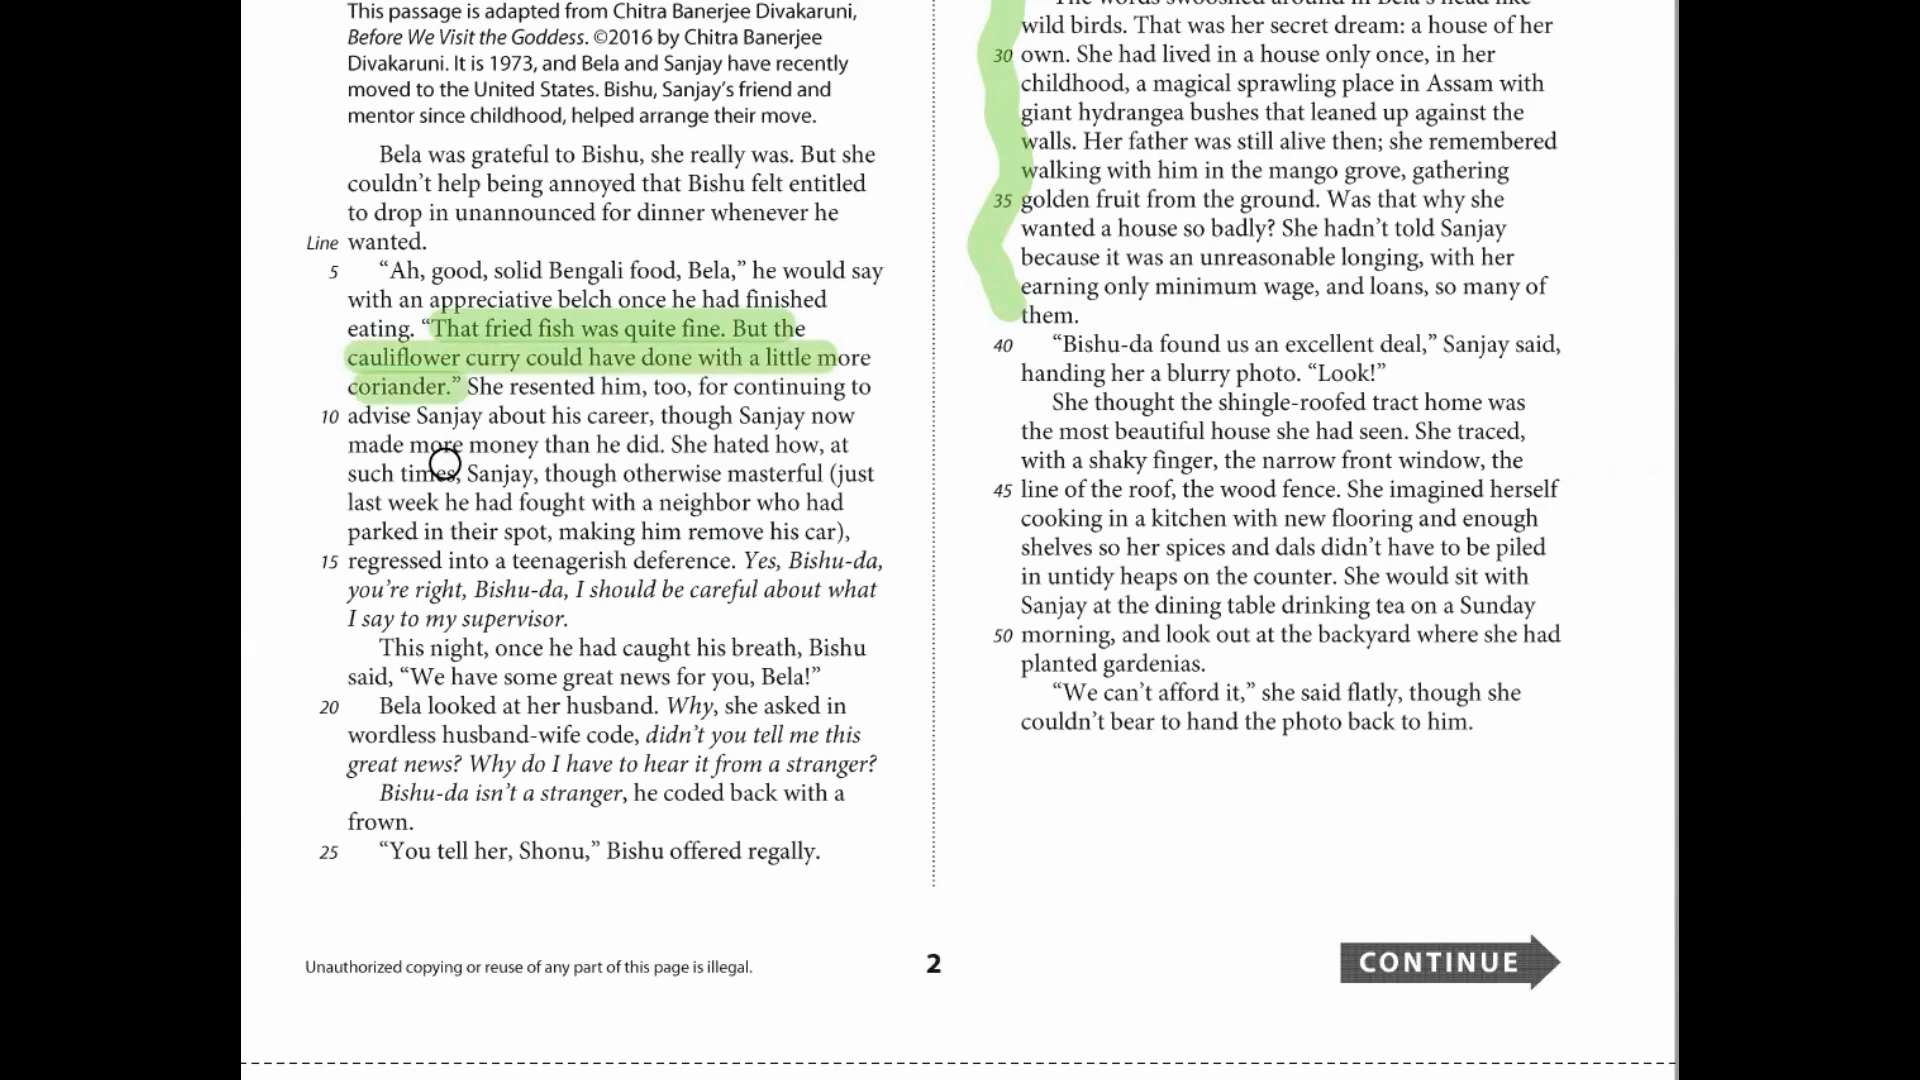 This passage is adapted from Chitra Banerjee Divakaruni,
Before We Visit the Goddess. ©2016 by Chitra Banerjee
Divakaruni. It is 1973, and Bela and Sanjay have recently
moved to the United States. Bishu, Sanjay’s friend and
mentor since childhood, helped arrange their move.
Bela was grateful to Bishu, she really was. But she
couldn’t help being annoyed that Bishu felt entitled
to drop in unannounced for dinner whenever he
Line wanted.
5 “Ah, good, solid Bengali food, Bela,” he would say
with an appreciative belch once he had finished
eating. “That fried fish was quite fine. But the
cauliflower curry could have done with a little more
coriander.” She resented him, too, for continuing to
10 advise Sanjay about his career, though Sanjay now
made more money than he did. She hated how, at
such times, Sanjay, though otherwise masterful (just
last week he had fought with a neighbor who had
parked in their spot, making him remove his car),
15 regressed into a teenagerish deference. Yes, Bishu-da,
you’re right, Bishu-da, I should be careful about what
I say to my supervisor.
This night, once he had caught his breath, Bishu
said, “We have some great news for you, Bela!”
20 Bela looked at her husband. Why, she asked in
wordless husband-wife code, didn’t you tell me this
great news? Why do I have to hear it from a stranger?
Bishu-da isn’t a stranger, he coded back with a
frown.
25 “You tell her, Shonu,” Bishu offered regally.
The words swooshed around in Bela’s head like
wild birds. That was her secret dream: a house of her
30 own. She had lived in a house only once, in her
childhood, a magical sprawling place in Assam with
giant hydrangea bushes that leaned up against the
walls. Her father was still alive then; she remembered
walking with him in the mango grove, gathering
35 golden fruit from the ground. Was that why she
wanted a house so badly? She hadn’t told Sanjay
because it was an unreasonable longing, with her
earning only minimum wage, and loans, so many of
them.
40 “Bishu-da found us an excellent deal,” Sanjay said,
handing her a blurry photo. “Look!”
She thought the shingle-roofed tract home was
the most beautiful house she had seen. She traced,
with a shaky finger, the narrow front window, the
45 line of the roof, the wood fence. She imagined herself
cooking in a kitchen with new flooring and enough
shelves so her spices and dals didn’t have to be piled
in untidy heaps on the counter. She would sit with
Sanjay at the dining table drinking tea on a Sunday
50 morning, and look out at the backyard where she had
planted gardenias.
“We can’t afford it,” she said flatly, though she
couldn’t bear to hand the photo back to him.
Unauthorized copying or reuse of any part of this page is illegal.
2
CONTINUE